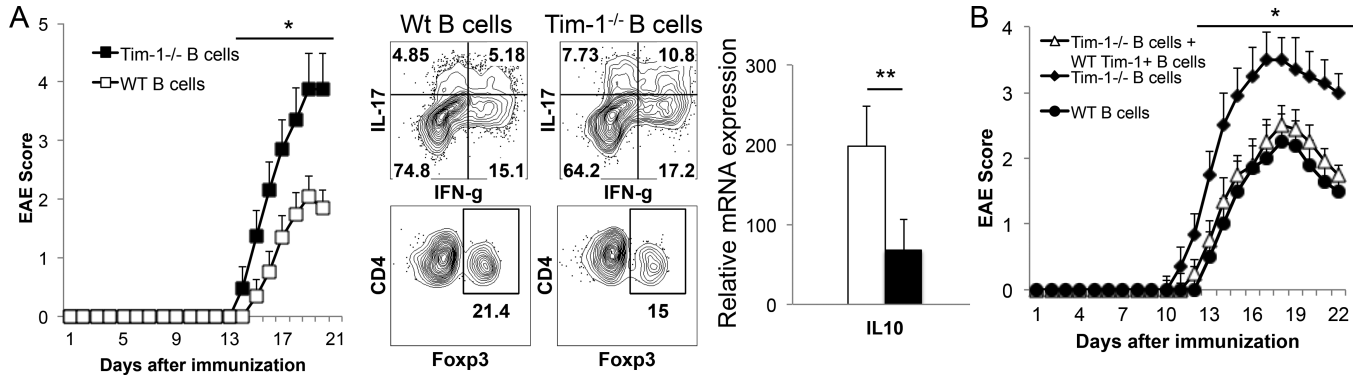 A
5
4
3
2
1
0
EAE Score
*
Tim-1-/- B cells
WT B cells
1 5 9 13 17 21
Days after immunization
Wt B cells
Tim-1-/- B cells
4.85 5.18
7.73 10.8
IL-17
IL-17
74.8 15.1
64.2 17.2
IFN-g
IFN-g
CD4
CD4
21.4
15
Foxp3
Foxp3
Relative mRNA expression
300
200
100
0
**
IL10
B
4
3
2
1
0
EAE Score
*
Tim-1-/- B cells +
WT Tim-1+ B cells
Tim-1-/- B cells
WT B cells
1 4 7 10 13 16 19 22
Days after immunization